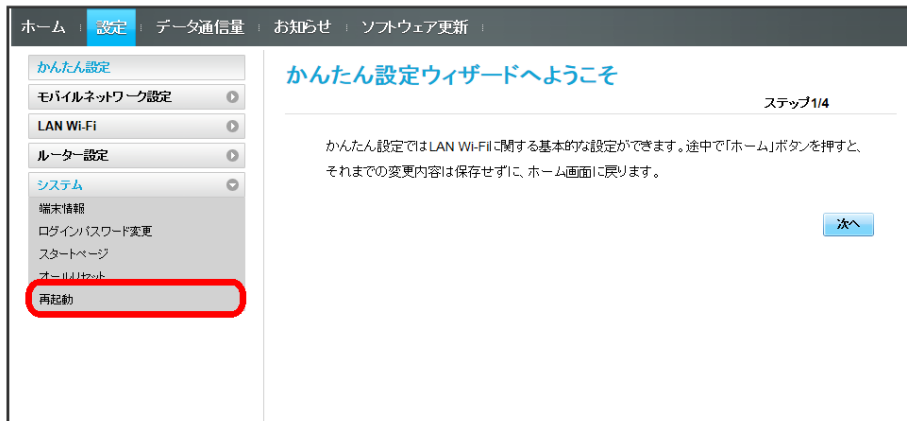 ホーム 設定 データ通信量 お知らせ ソフトウェア更新
かんたん設定
モバイルネットワーク設定
LAN Wi-Fi
ルーター設定
システム
端末情報
ログインパスワード変更
スタートページ
オールリセット
再起動
かんたん設定ウィザードへようこそ
ステップ1/4
かんたん設定ではLAN Wi-Fiに関する基本的な設定ができます。途中で「ホーム」ボタンを押すと、
それまでの変更内容は保存せずに、ホーム画面に戻ります。
次へ